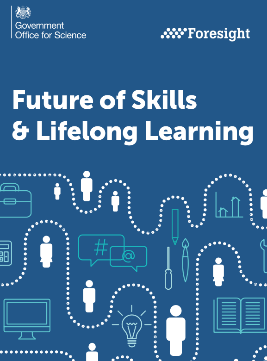 Government
Office for Science
Foresight
Future of Skills
& Lifelong Learning
#
@